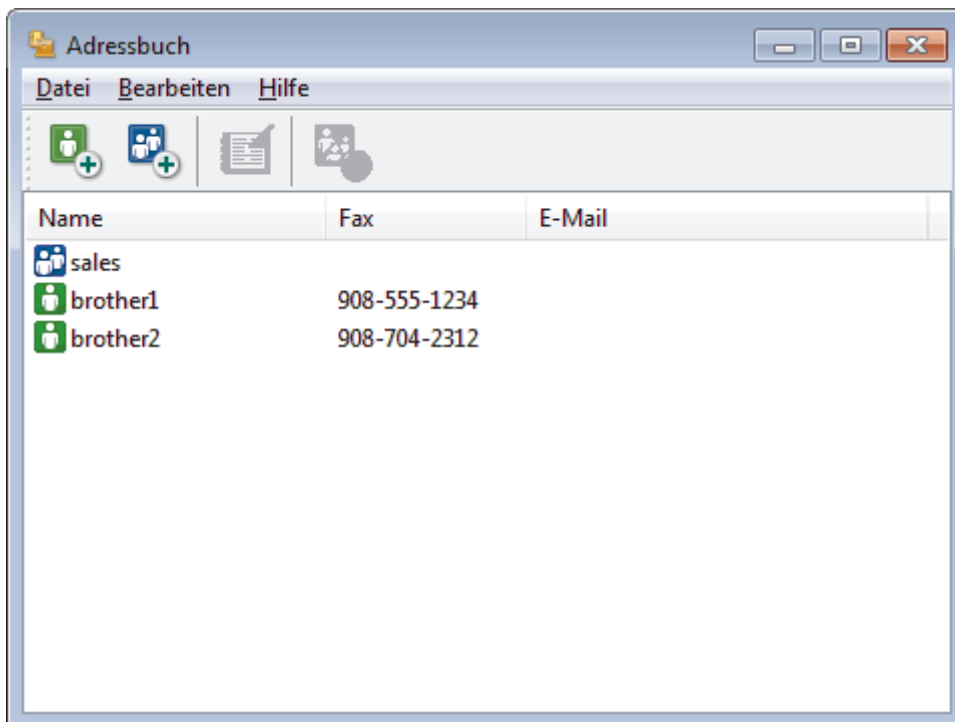 Adressbuch
Datei Bearbeiten Hilfe
Name Fax E-Mail
sales
brother1 908-555-1234
brother2 908-704-2312